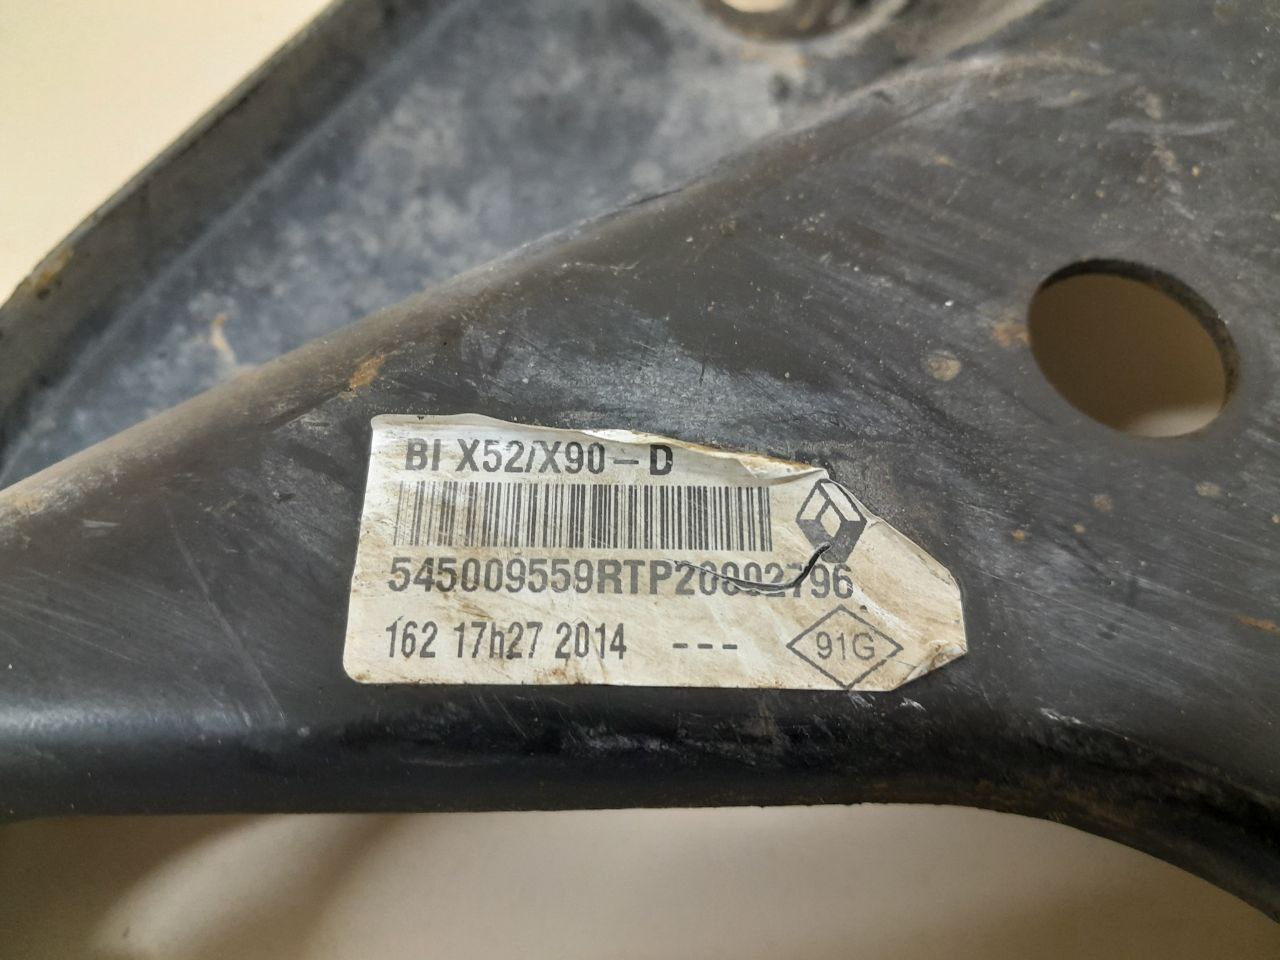 BI X52/X90 – D
545009559RTP20002796
162 17h27 2014 ---
91G